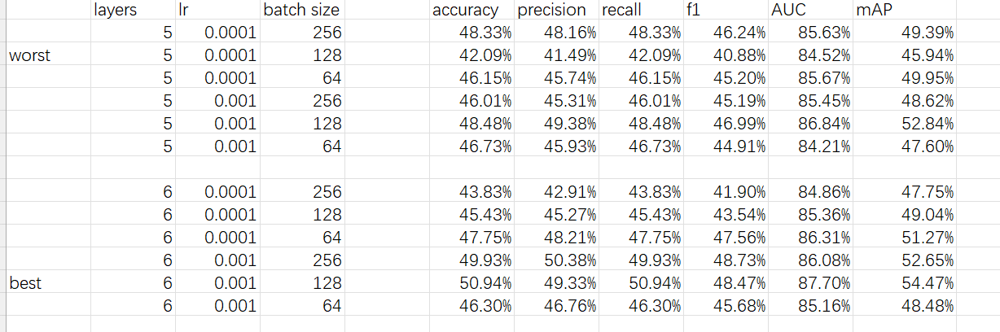 layers lr batch size accuracy precision recall f1 AUC mAP
5 0.0001 256 48.33% 48.16% 48.33% 46.24% 85.63% 49.39%
worst 5 0.0001 128 42.09% 41.49% 42.09% 40.88% 84.52% 45.94%
5 0.0001 64 46.15% 45.74% 46.15% 45.20% 85.67% 49.95%
5 0.001 256 46.01% 45.31% 46.01% 45.19% 85.45% 48.62%
5 0.001 128 48.48% 49.38% 48.48% 46.99% 86.84% 52.84%
5 0.001 64 46.73% 45.93% 46.73% 44.91% 84.21% 47.60%
6 0.0001 256 43.83% 42.91% 43.83% 41.90% 84.86% 47.75%
6 0.0001 128 45.43% 45.27% 45.43% 43.54% 85.36% 49.04%
6 0.0001 64 47.75% 48.21% 47.75% 47.56% 86.31% 51.27%
6 0.001 256 49.93% 50.38% 49.93% 48.73% 86.08% 52.65%
best 6 0.001 128 50.94% 49.33% 50.94% 48.47% 87.70% 54.47%
6 0.001 64 46.30% 46.76% 46.30% 45.68% 85.16% 48.48%